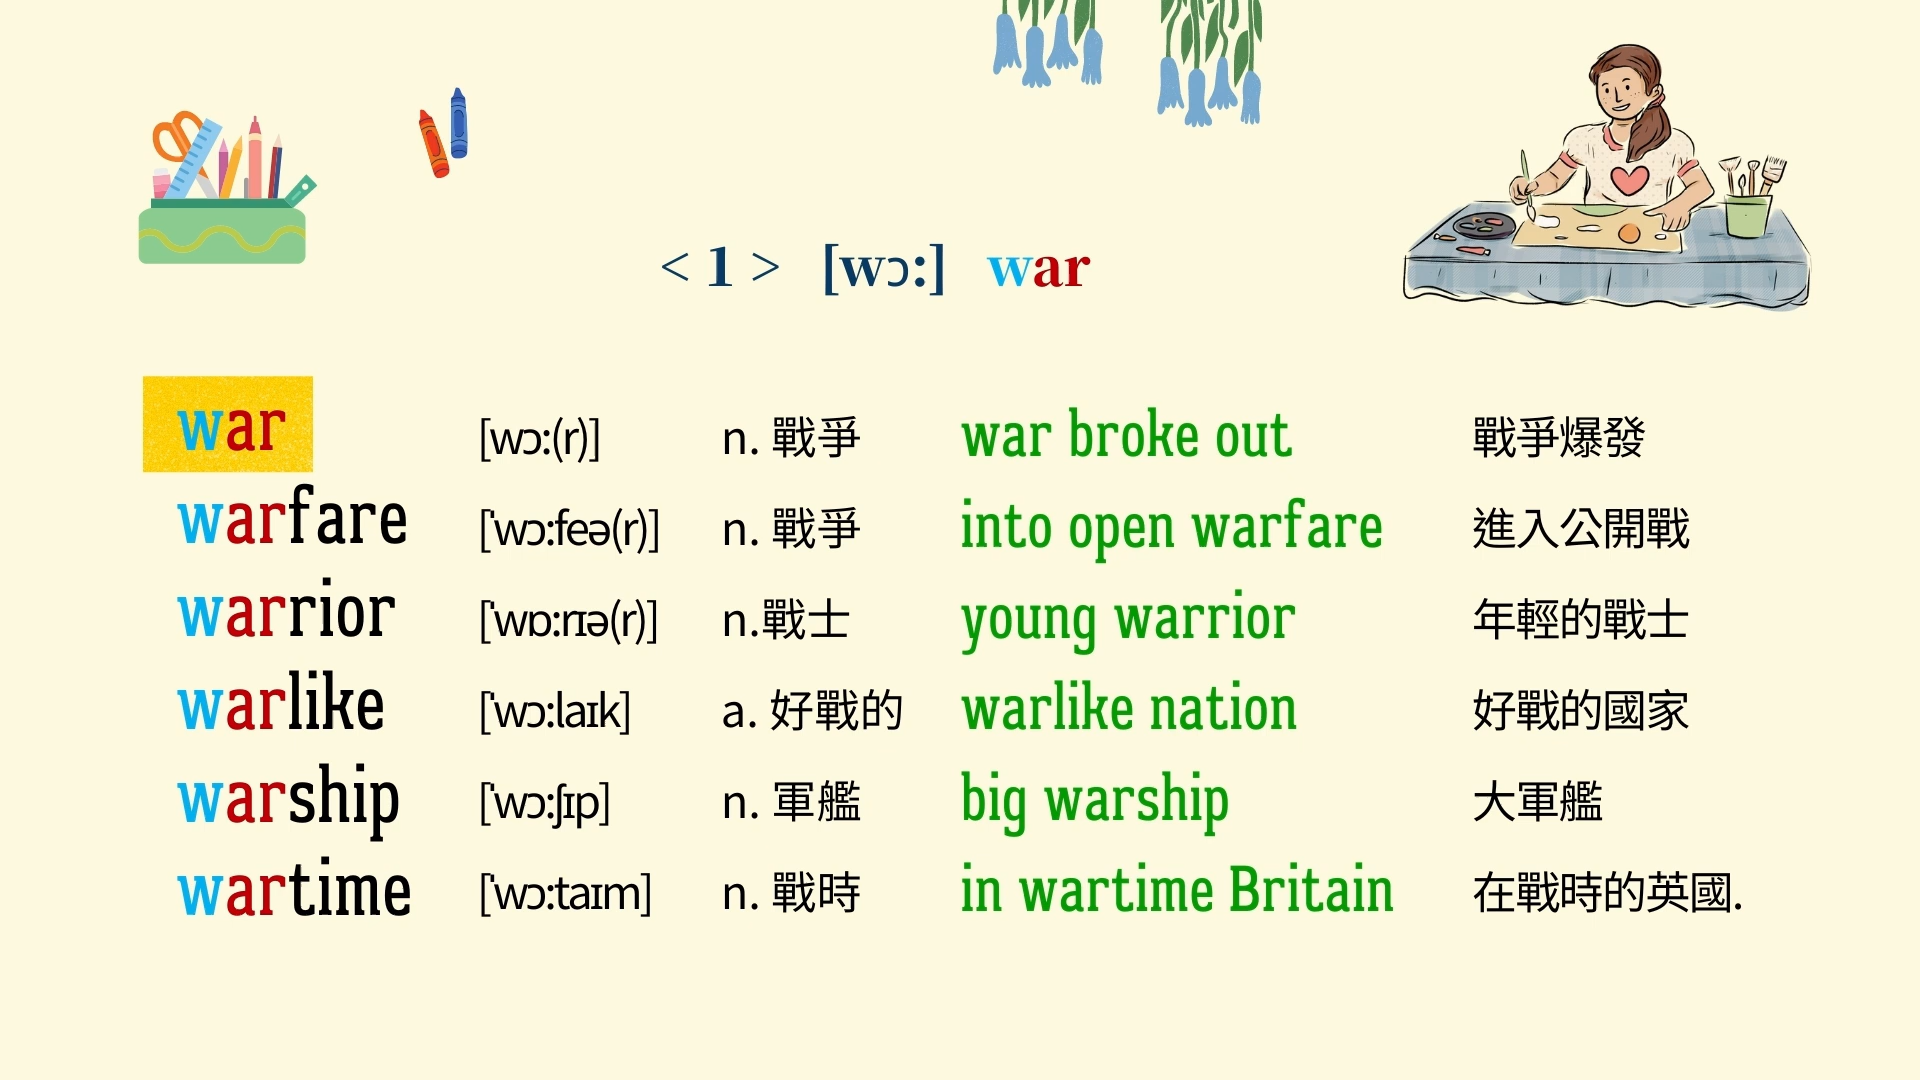 < 1 > [wɔ:] war
war [wɔ:(r)] n. 戰爭 war broke out 戰爭爆發
warfare ['wɔ:feə(r)] n. 戰爭 into open warfare 進入公開戰
warrior ['wɒ:rɪə(r)] n.戰士 young warrior 年輕的戰士
warlike ['wɔ:laɪk] a. 好戰的 warlike nation 好戰的國家
warship ['wɔ:ʃɪp] n. 軍艦 big warship 大軍艦
wartime ['wɔ:taɪm] n. 戰時 in wartime Britain 在戰時的英國.